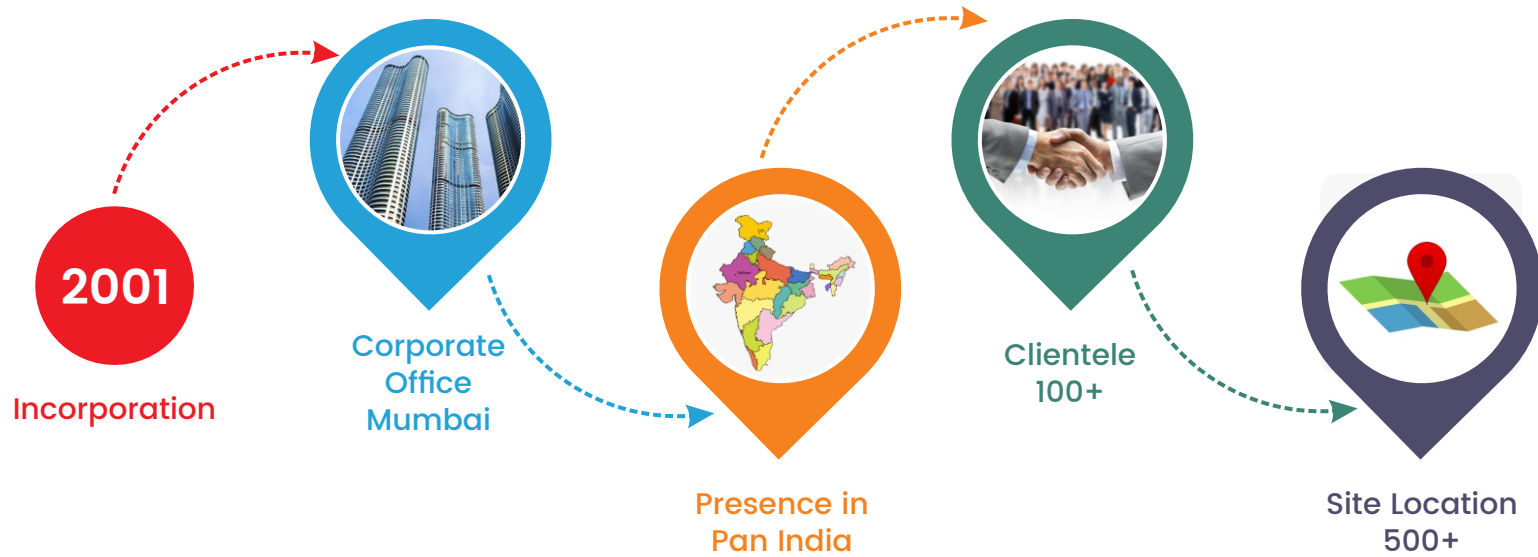 2001
Incorporation
Corporate
Office
Mumbai
Presence in
Pan India
Clientele
100+
Site Location
500+